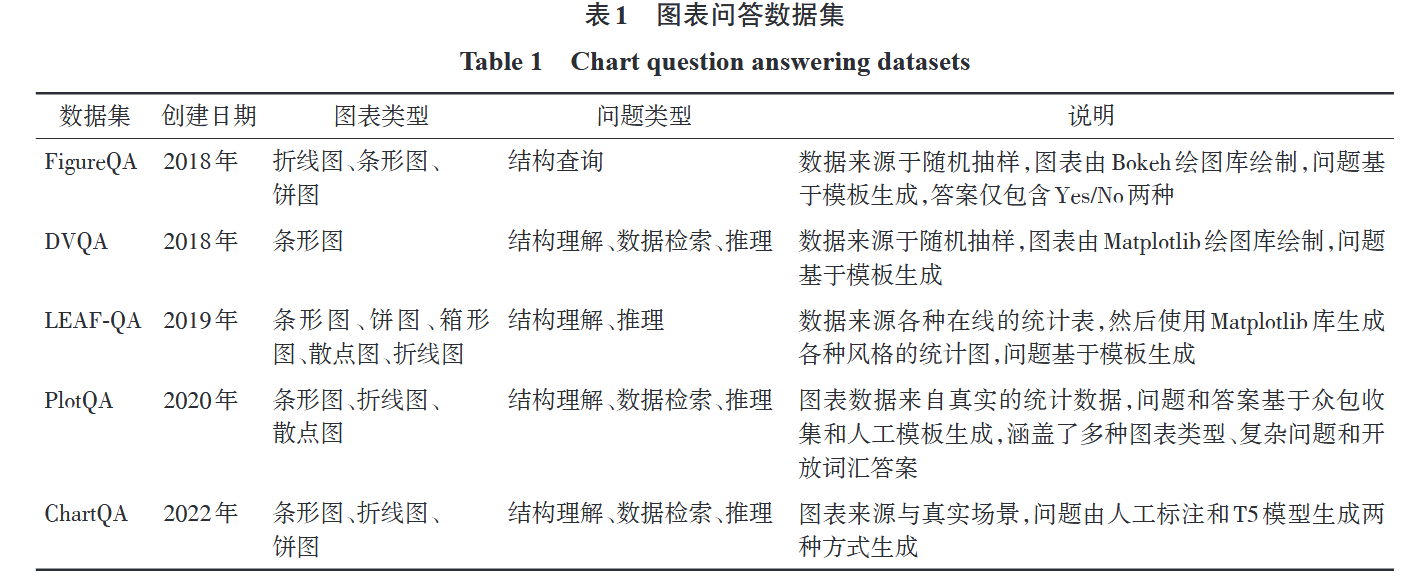 表1 图表问答数据集
Table 1 Chart question answering datasets
数据集 创建日期 图表类型 问题类型 说明
FigureQA 2018年 折线图、条形图、 结构查询 数据来源于随机抽样,图表由Bokeh绘图库绘制,问题基
饼图 于模板生成,答案仅包含Yes/No两种
DVQA 2018年 条形图 结构理解、数据检索、推理 数据来源于随机抽样,图表由Matplotlib绘图库绘制,问题
基于模板生成
LEAF-QA 2019年 条形图、饼图、箱形 结构理解、推理 数据来源各种在线的统计表,然后使用Matplotlib库生成
图、散点图、折线图 各种风格的统计图,问题基于模板生成
PlotQA 2020年 条形图、折线图、 结构理解、数据检索、推理 图表数据来自真实的统计数据,问题和答案基于众包收
散点图 集和人工模板生成,涵盖了多种图表类型、复杂问题和开
放词汇答案
ChartQA 2022年 条形图、折线图、 结构理解、数据检索、推理 图表来源与真实场景,问题由人工标注和T5模型生成两
饼图 种方式生成